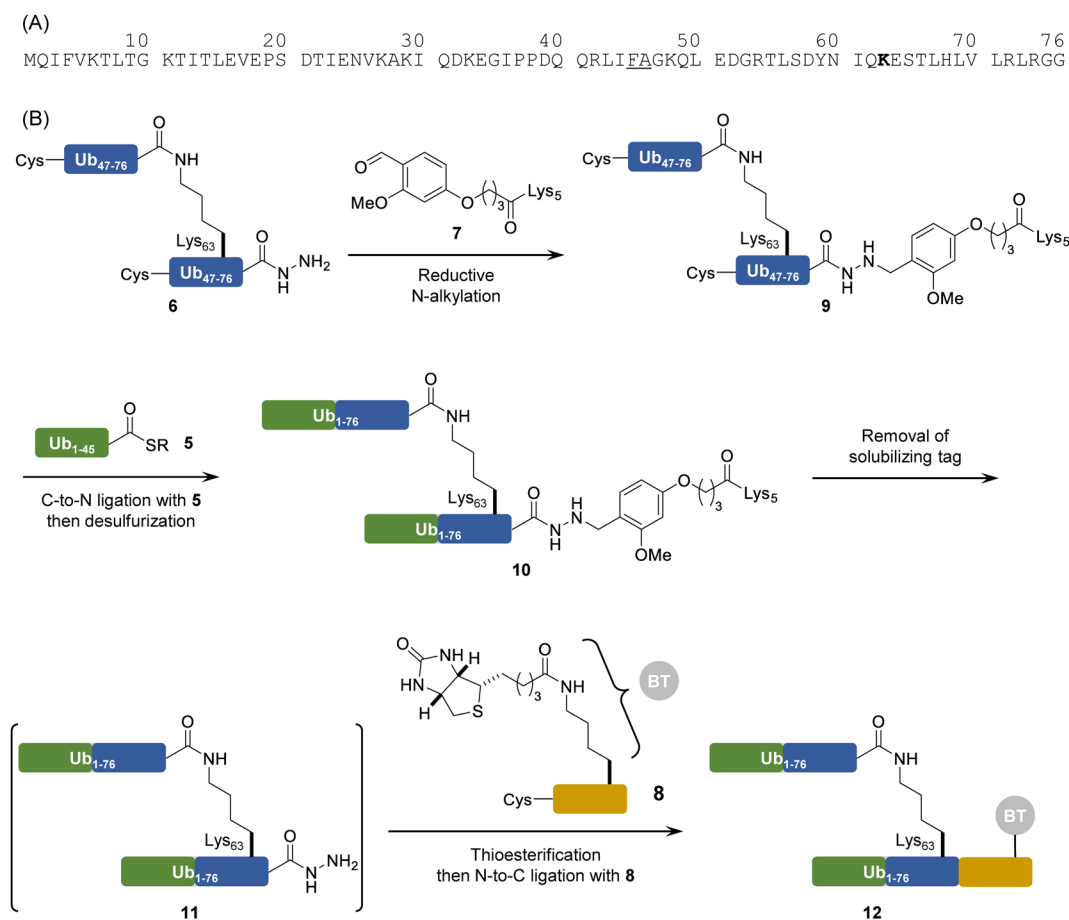 (A)
10 20 30 40 50 60 70 76
MQIFVKTLTG KTITLEVEPS DTIENVKAKI QDKEGIPPDQ QRLIFAGKQL EDGRTLSDYN IQKESTLHLV LRLRGG
(B)
O
Cys
Ub47-76
NH
Lys63
O
Cys
Ub47-76
N
H
NH2
6
O
MeO
O
3
O
Lys5
7
Reductive
N-alkylation
O
Cys
Ub47-76
NH
Lys63
O
Cys
Ub47-76
N
H
H
N
OMe
O
3
O
Lys5
9
Ub1-45
O
SR
5
C-to-N ligation with 5
then desulfurization
O
Ub1-76
NH
Lys63
O
Ub1-76
N
H
H
N
OMe
O
3
O
Lys5
10
Removal of
solubilizing tag
O
Ub1-76
NH
Lys63
O
Ub1-76
N
H
NH2
11
O
NH
HN
H
H
S
3
O
NH
BT
Cys
8
Thioesterification
then N-to-C ligation with 8
O
Ub1-76
NH
Lys63
Ub1-76
BT
12